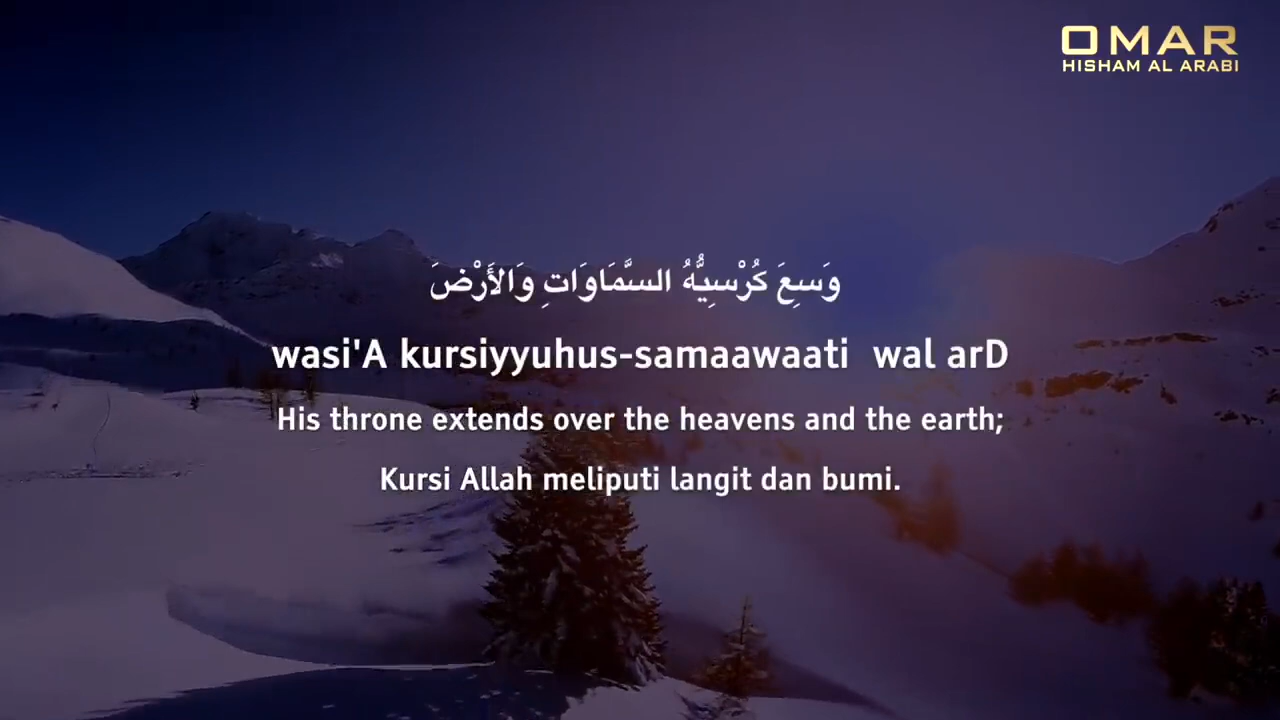 OMAR
HISHAM AL ARABI
وَسِعَ كُرْسِيُّهُ السَّمَاوَاتِ وَالأَرْضَ
wasi'A kursiyyuhus-samaawaati wal arD
His throne extends over the heavens and the earth;
Kursi Allah meliputi langit dan bumi.